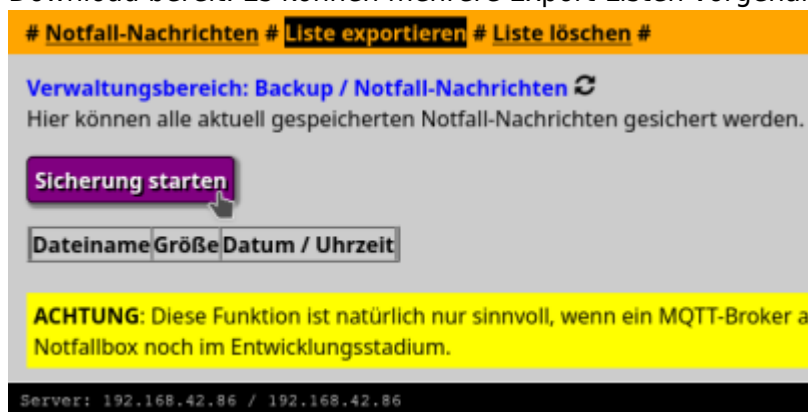 # Notfall-Nachrichten # Liste exportieren # Liste löschen #
Verwaltungsbereich: Backup / Notfall-Nachrichten
Hier können alle aktuell gespeicherten Notfall-Nachrichten gesichert werden.
Sicherung starten
Dateiname Größe Datum / Uhrzeit
ACHTUNG: Diese Funktion ist natürlich nur sinnvoll, wenn ein MQTT-Broker a
Notfallbox noch im Entwicklungsstadium.
Server: 192.168.42.86 / 192.168.42.86